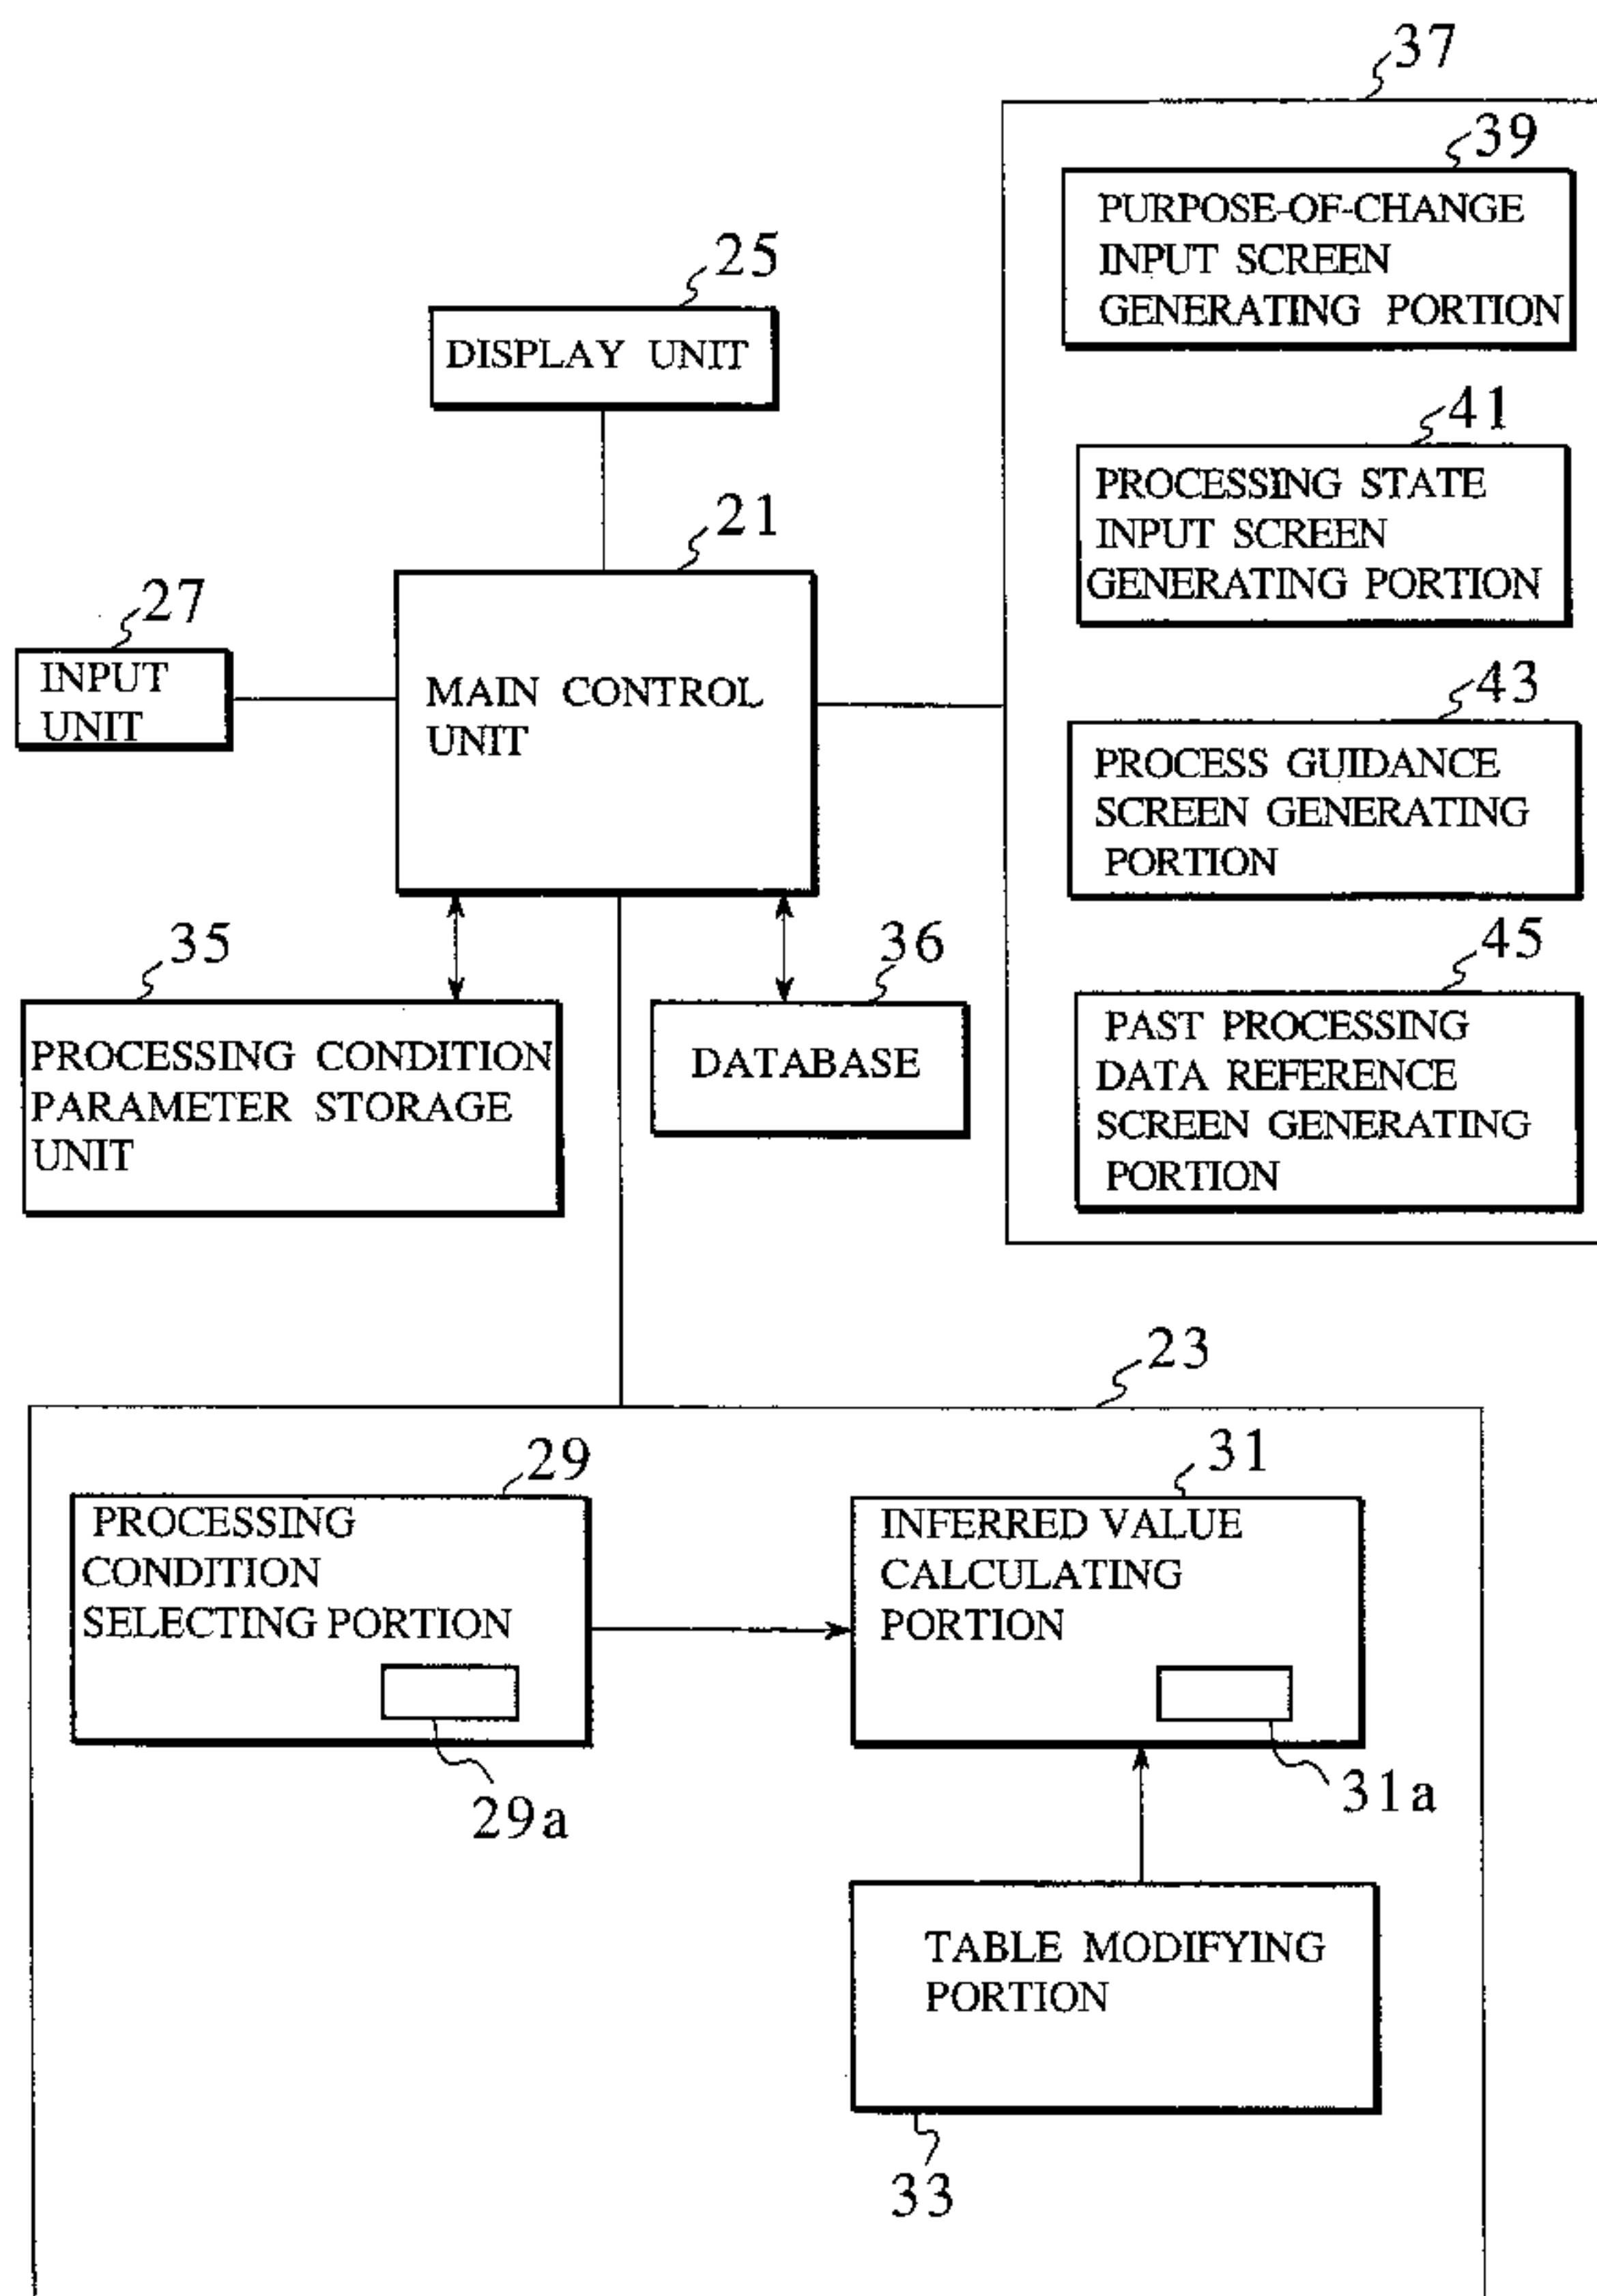 37
39
PURPOSE-OF-CHANGE
INPUT SCREEN
GENERATING PORTION
25
DISPLAY UNIT
41
PROCESSING STATE
INPUT SCREEN
GENERATING PORTION
21
MAIN CONTROL
UNIT
27
INPUT
UNIT
43
PROCESS GUIDANCE
SCREEN GENERATING
PORTION
35
PROCESSING CONDITION
PARAMETER STORAGE
UNIT
36
DATABASE
45
PAST PROCESSING
DATA REFERENCE
SCREEN GENERATING
PORTION
23
29
PROCESSING
CONDITION
SELECTING PORTION
29a
31
INFERRED VALUE
CALCULATING
PORTION
31a
TABLE MODIFYING
PORTION
33